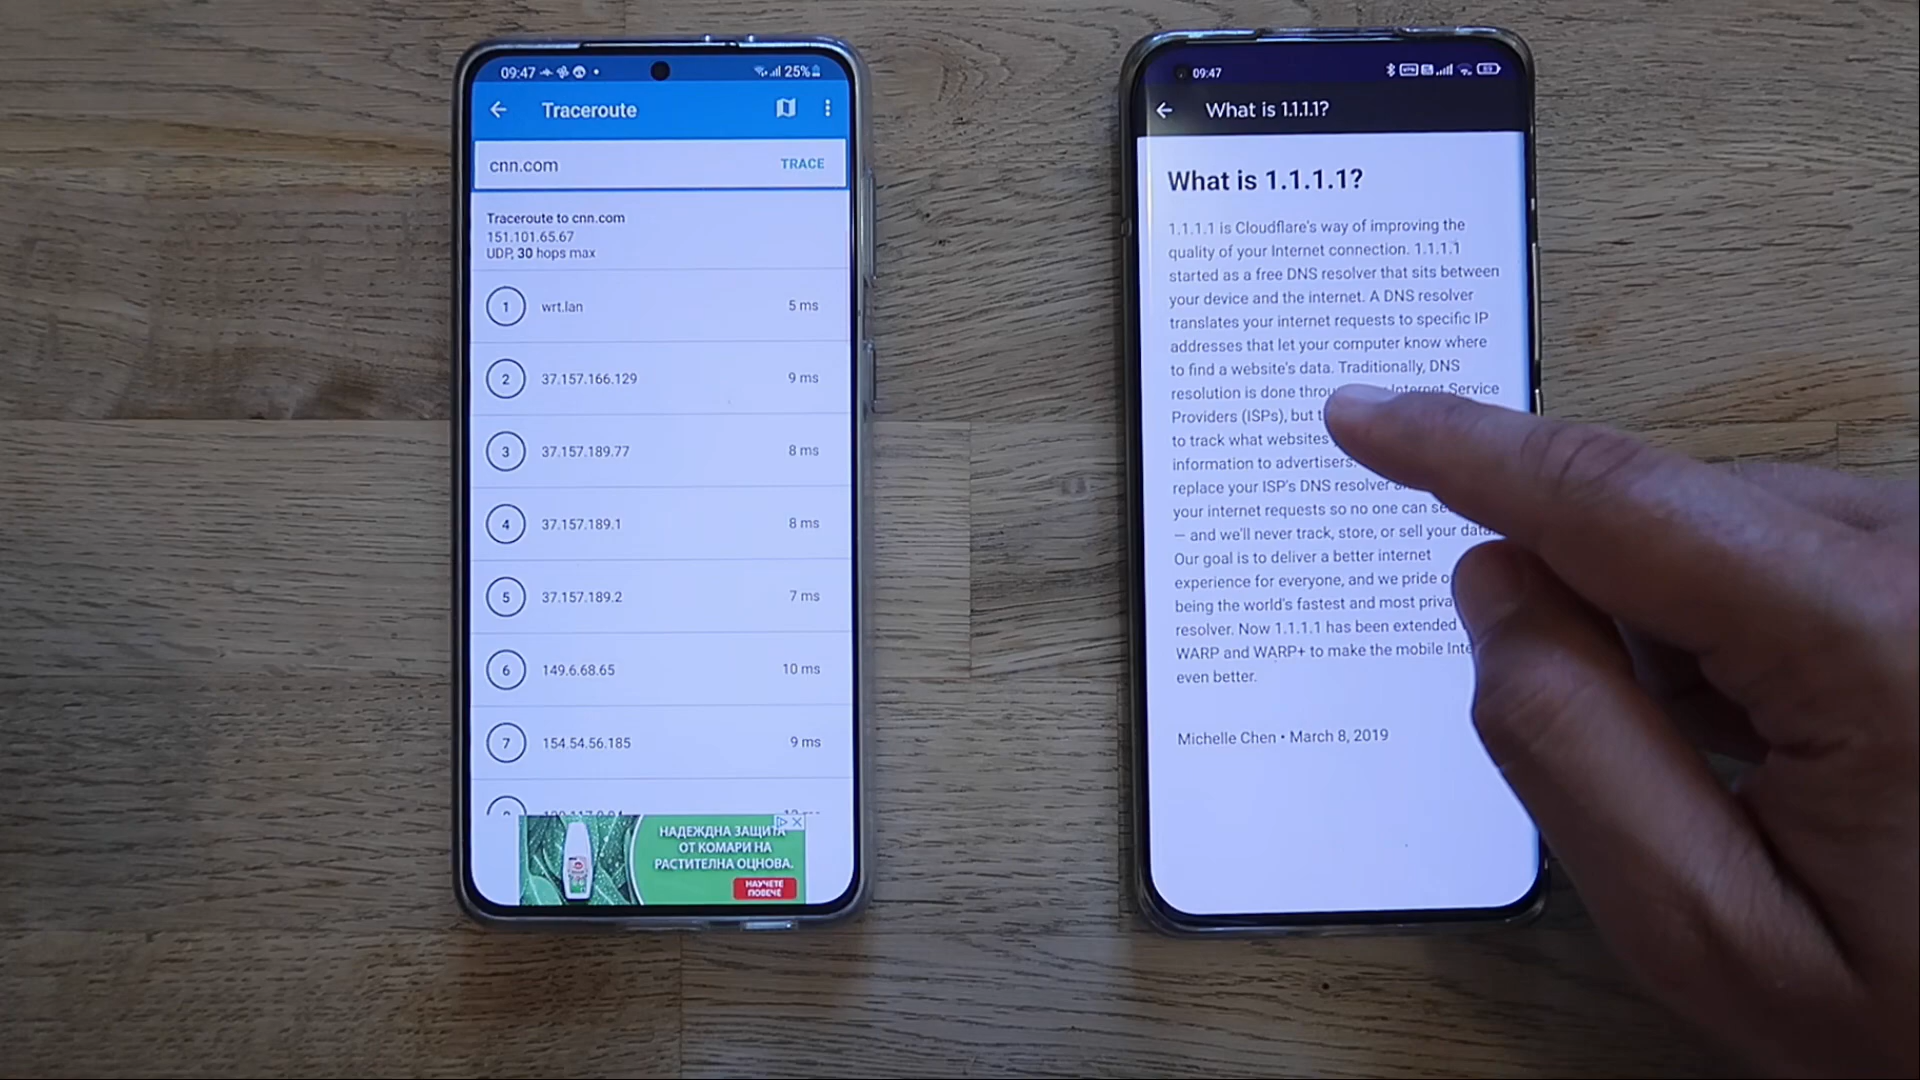 09:47
25%
Traceroute
cnn.com
TRACE
Traceroute to cnn.com
151.101.65.67
UDP, 30 hops max
1 wrt.lan 5 ms
2 37.157.166.129 9 ms
3 37.157.189.77 8 ms
4 37.157.189.1 8 ms
5 37.157.189.2 7 ms
6 149.6.68.65 10 ms
7 154.54.56.185 9 ms
НАДЕЖДНА ЗАЩИТА
ОТ КОМАРИ НА
РАСТИТЕЛНА ОЦНОВА.
НАУЧЕТЕ
ПОВЕЧЕ
09:47
What is 1.1.1.1?
What is 1.1.1.1?
1.1.1.1 is Cloudflare's way of improving the
quality of your Internet connection. 1.1.1.1
started as a free DNS resolver that sits between
your device and the internet. A DNS resolver
translates your internet requests to specific IP
addresses that let your computer know where
to find a website's data. Traditionally, DNS
resolution is done Internet Service
Providers (ISPs), but
to track what websites
information to advertisers.
replace your ISP's DNS resolver
your internet requests so no one can
— and we'll never track, store, or sell your data.
Our goal is to deliver a better internet
experience for everyone, and we pride
being the world's fastest and most
resolver. Now 1.1.1.1 has been extended
WARP and WARP+ to make the mobile
even better.
Michelle Chen • March 8, 2019